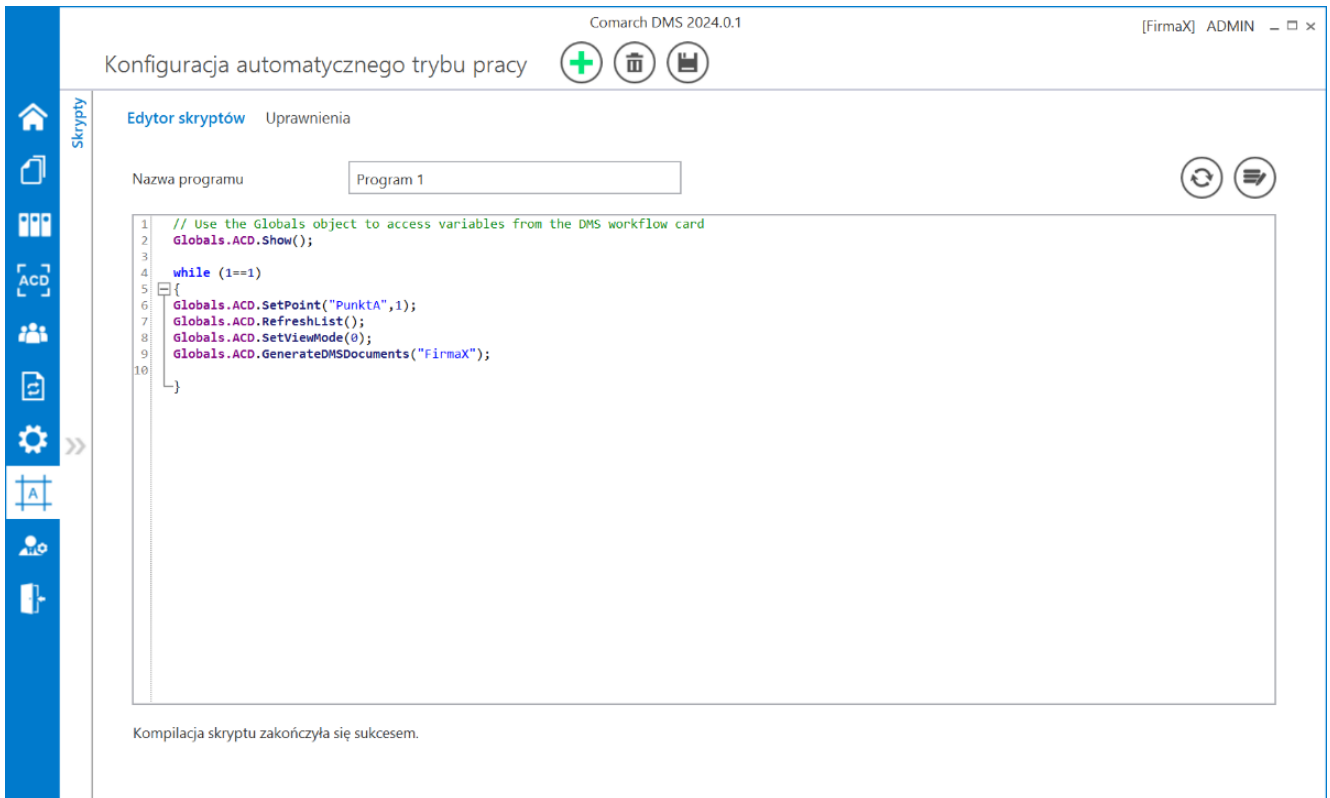 Comarch DMS 2024.0.1
[FirmaX] ADMIN
Konfiguracja automatycznego trybu pracy
Skrypty
Edytor skryptów Uprawnienia
ACD
Nazwa programu Program 1
1 // Use the Globals object to access variables from the DMS workflow card
2 Globals.ACD.Show();
3
4 while (1==1)
5 {
6 Globals.ACD.SetPoint("PunktA",1);
7 Globals.ACD.RefreshList();
8 Globals.ACD.SetViewMode(0);
9 Globals.ACD.GenerateDMSDocuments("FirmaX");
10
}
A
Kompilacja skryptu zakończyła się sukcesem.